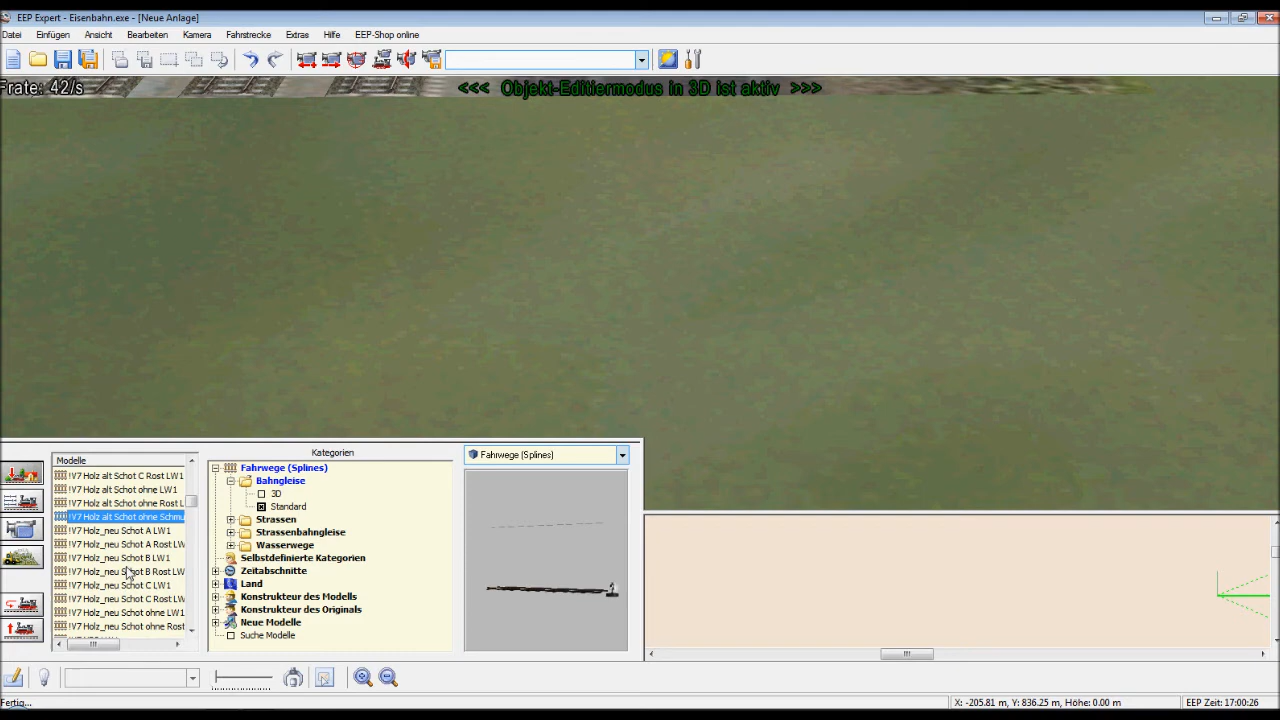 EEP Expert - Eisenbahn.exe - [Neue Anlage]
Datei Einfügen Ansicht Bearbeiten Kamera Fahrstrecke Extras Hilfe EEP-Shop online
Frate: 42/s
<<< Objekt-Editiermodus in 3D ist aktiv >>>
Modelle
!V7 Holz alt Schot C Rost LW1
!V7 Holz alt Schot ohne LW1
!V7 Holz alt Schot ohne Rost L
!V7 Holz alt Schot ohne Schmu
!V7 Holz_neu Schot A LW1
!V7 Holz_neu Schot A Rost LW
!V7 Holz_neu Schot B LW1
!V7 Holz_neu Schot B Rost LW
!V7 Holz_neu Schot C LW1
!V7 Holz_neu Schot C Rost LW
!V7 Holz_neu Schot ohne LW1
!V7 Holz_neu Schot ohne Rost
Kategorien
Fahrwege (Splines)
Bahngleise
3D
Standard
Strassen
Strassenbahngleise
Wasserwege
Selbstdefinierte Kategorien
Zeitabschnitte
Land
Konstrukteur des Modells
Konstrukteur des Originals
Neue Modelle
Suche Modelle
Fahrwege (Splines)
Fertig...
X: -205.81 m, Y: 836.25 m, Höhe: 0.00 m
EEP Zeit: 17:00:26